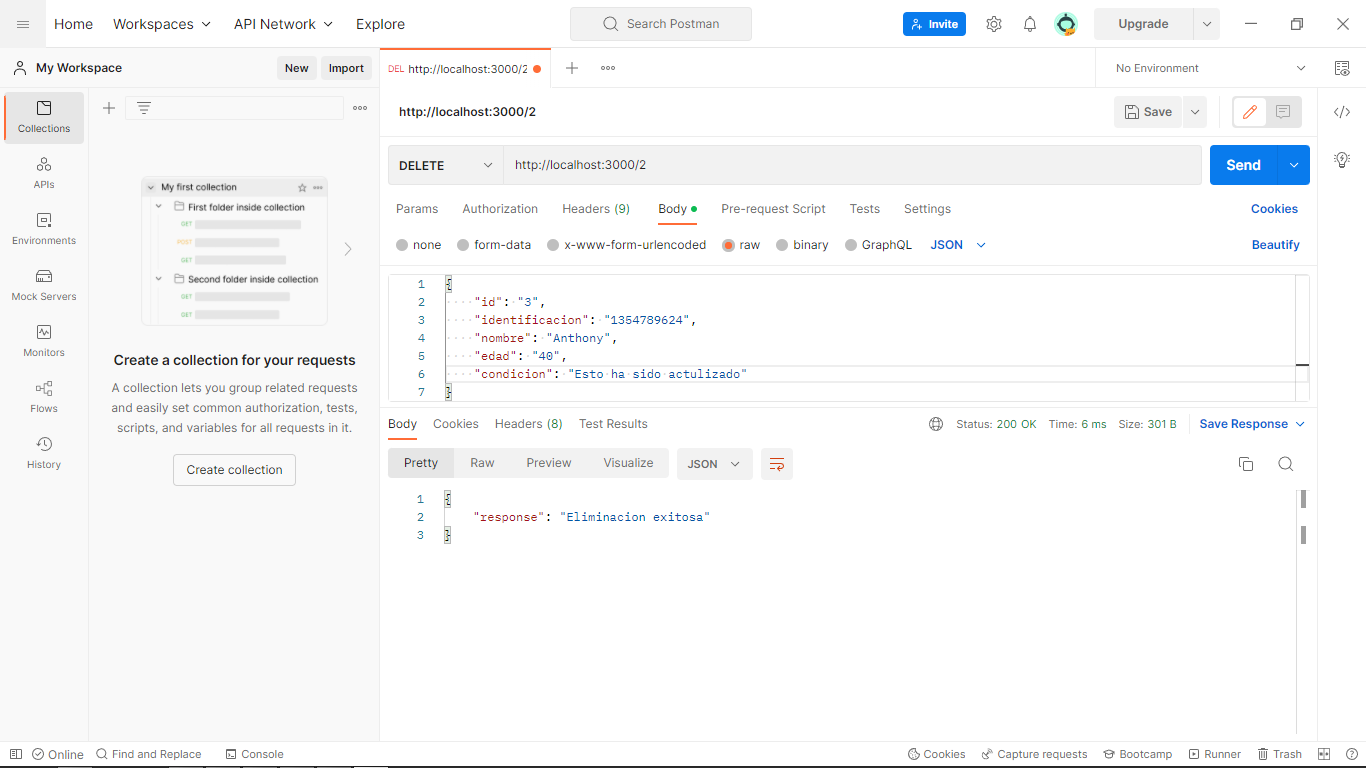 Home Workspaces API Network Explore Search Postman Invite Upgrade
My Workspace New Import DEL http://localhost:3000/2 No Environment
Collections
APIs
Environments
Mock Servers
Monitors
Flows
History
My first collection
First folder inside collection
GET
POST
GET
Second folder inside collection
GET
GET
Create a collection for your requests
A collection lets you group related requests
and easily set common authorization, tests,
scripts, and variables for all requests in it.
Create collection
http://localhost:3000/2 Save
DELETE http://localhost:3000/2 Send
Params Authorization Headers (9) Body Pre-request Script Tests Settings Cookies
none form-data x-www-form-urlencoded raw binary GraphQL JSON Beautify
1 {
2 "id": "3",
3 "identificacion": "1354789624",
4 "nombre": "Anthony",
5 "edad": "40",
6 "condicion": "Esto ha sido actulizado"
7 }
Body Cookies Headers (8) Test Results Status: 200 OK Time: 6 ms Size: 301 B Save Response
Pretty Raw Preview Visualize JSON
1 {
2 "response": "Eliminacion exitosa"
3 }
Online Find and Replace Console Cookies Capture requests Bootcamp Runner Trash